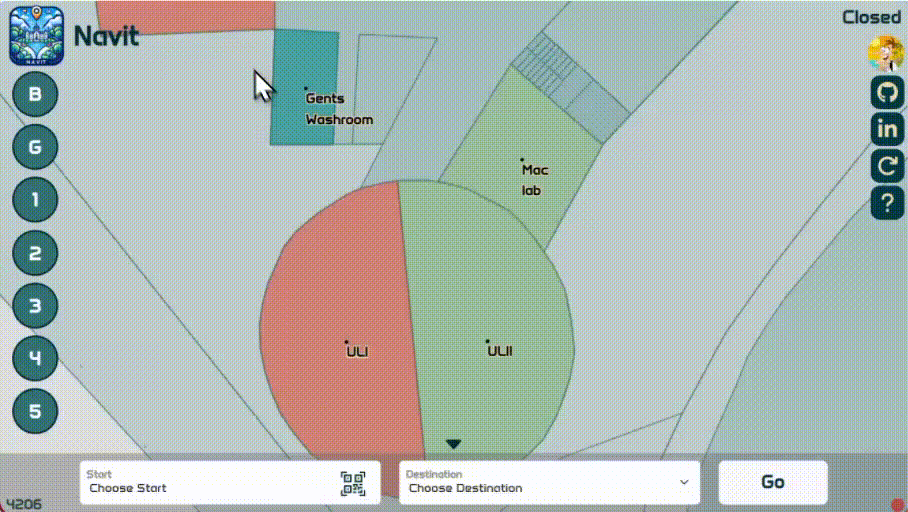 Navit
Closed
NAVIT
B
G
1
2
3
4
5
in
?
Gents
Washroom
Mac
lab
ULI
ULII
Start
Choose Start
Destination
Choose Destination
Go
4206